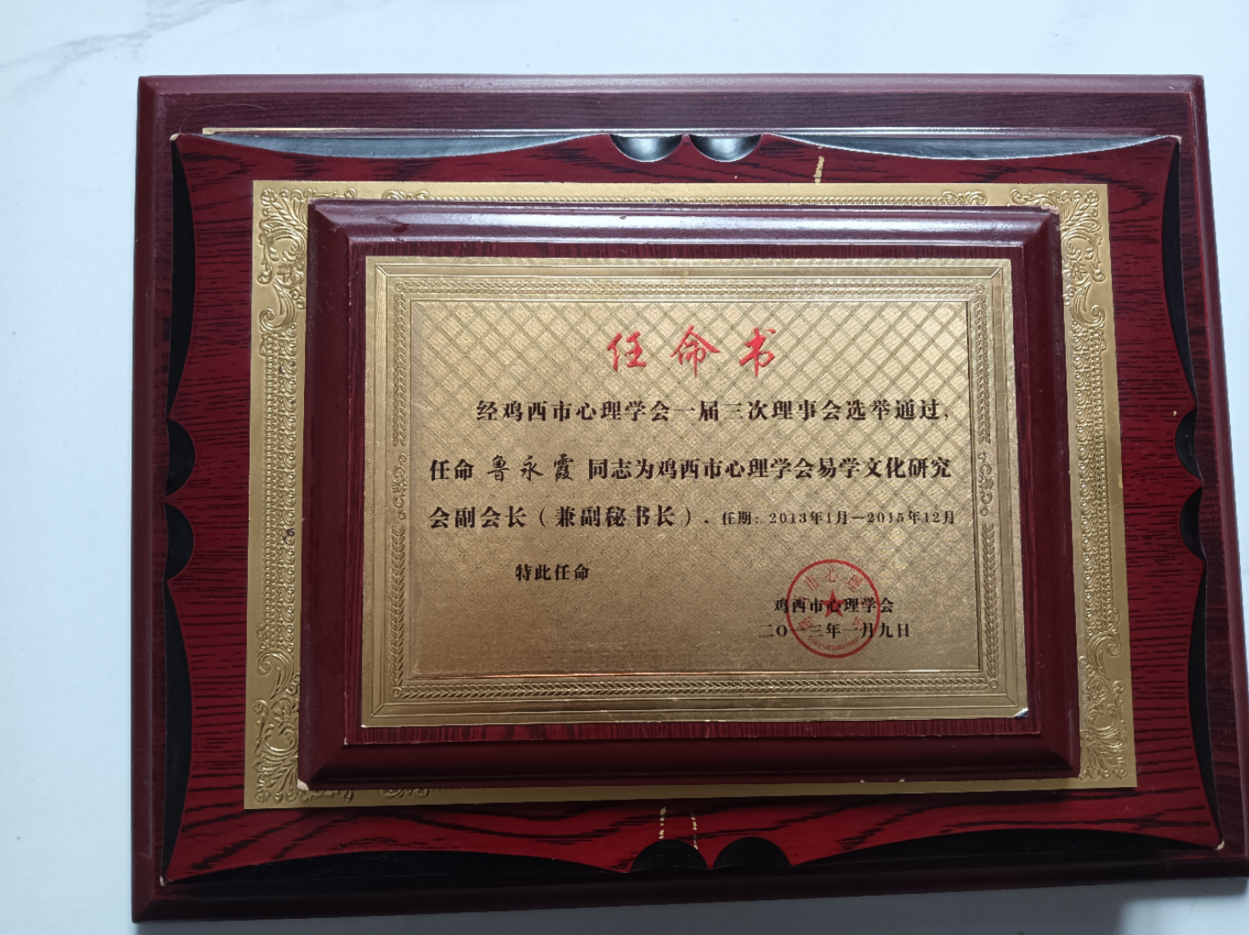 任命书
经鸡西市心理学会一届三次理事会选举通过,
任命 鲁永霞 同志为鸡西市心理学会易学文化研究
会副会长（兼副秘书长）. 任期: 2013年1月—2015年12月
特此任命
鸡西市心理学会
二〇一三年一月九日